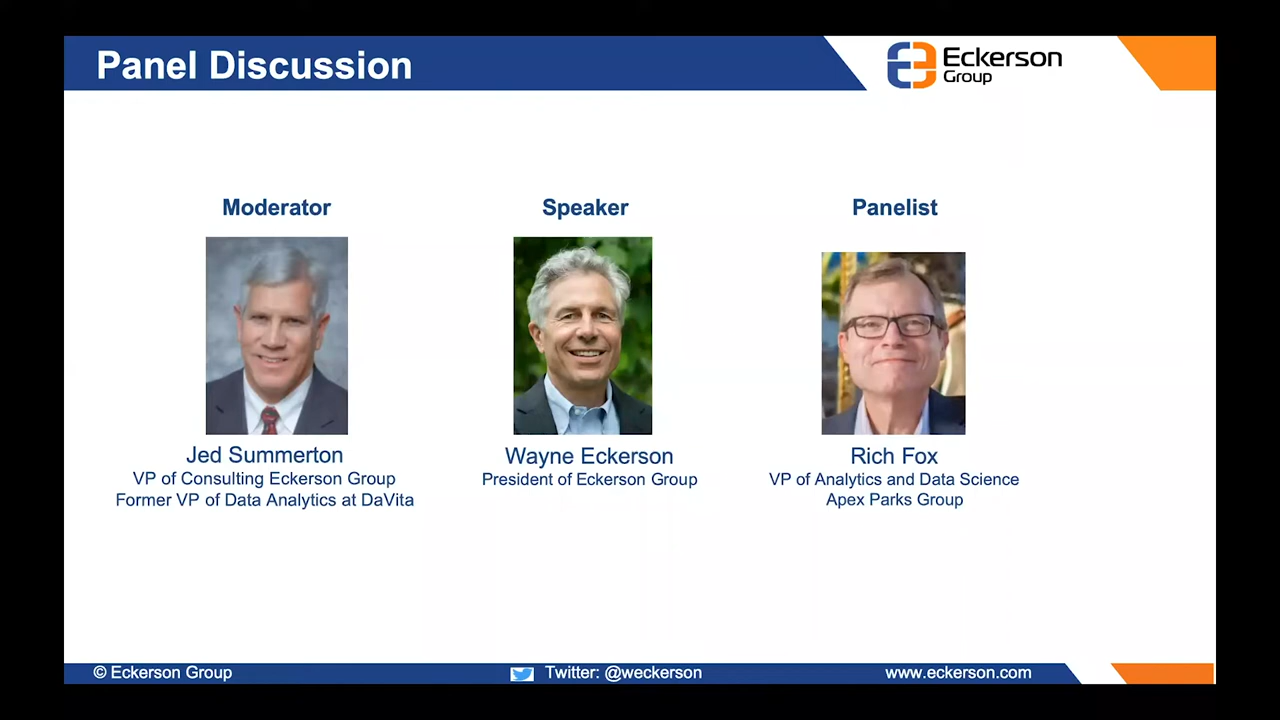 Panel Discussion
Eckerson
Group
Moderator
Speaker
Panelist
Jed Summerton
VP of Consulting Eckerson Group
Former VP of Data Analytics at DaVita
Wayne Eckerson
President of Eckerson Group
Rich Fox
VP of Analytics and Data Science
Apex Parks Group
© Eckerson Group
Twitter: @weckerson
www.eckerson.com